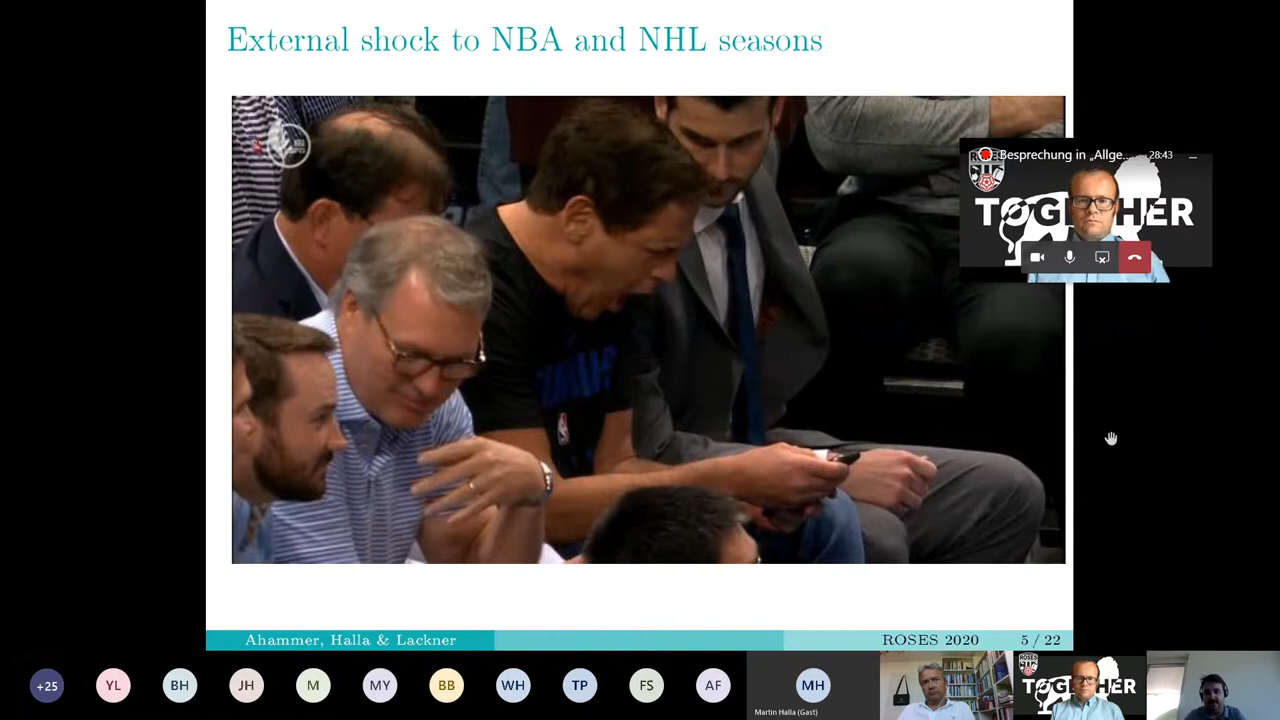 External shock to NBA and NHL seasons
Besprechung in „Allge... 28:43
TOGETHER
Ahammer, Halla & Lackner
ROSES 2020
5 / 22
+25
YL
BH
JH
M
MY
BB
WH
TP
FS
AF
MH
Martin Halla (Gast)
TOGETHER